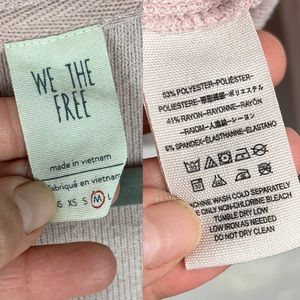 WE THE
FREE
made in vietnam
fabriqué en vietnam
XS S M L
53% POLYESTER-POLIÉSTER-
41% RAYON-RAYONNE-RAYÓN
6% SPANDEX-ÉLASTHANNE-ELASTANO
MACHINE WASH COLD SEPARATELY
USE ONLY NON-CHLORINE BLEACH
TUMBLE DRY LOW
IRON LOW AS NEEDED
DO NOT DRY CLEAN